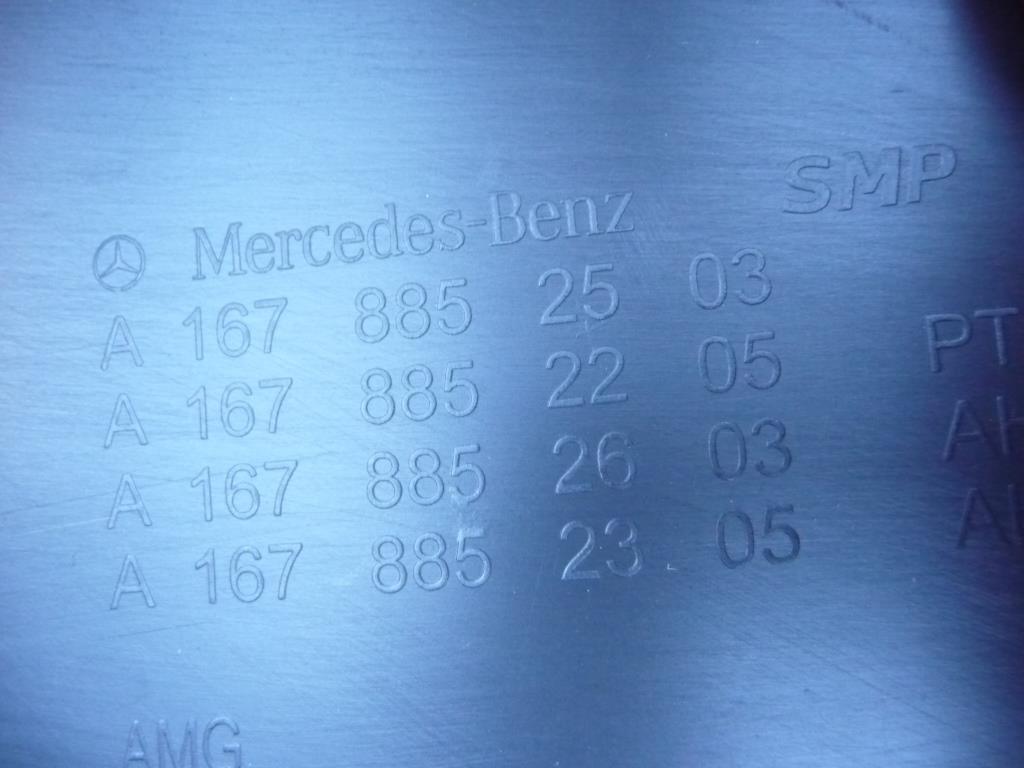 SMP
Mercedes-Benz
A 167 885 25 03
A 167 885 22 05
A 167 885 26 03
A 167 885 23 05
PT
AMG